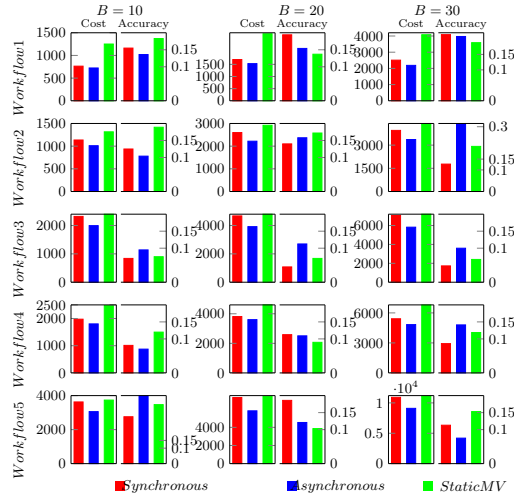 B = 10 B = 20 B = 30
Cost Accuracy Cost Accuracy Cost Accuracy
Workflow1
1500 1000 500 0 0.15 0.1 0
1500 1000 500 0 0.15 0.1 0
4000 3000 2000 1000 0 0.15 0
Workflow2
1500 1000 500 0 0.15 0.1 0
3000 2000 1000 0 0.15 0.1 0
3000 1500 0 0.3 0.1 0
Workflow3
2000 1000 0 0.15 0.1 0
4000 2000 0 0.15 0.1 0
6000 4000 2000 0 0.15 0.1 0
Workflow4
2500 2000 1000 0 0.15 0
4000 2000 0 0.15 0.1 0
6000 3000 0 0.15 0.1 0
Workflow5
4000 2000 0 0.15 0.1 0
4000 2000 0 0.15 0.1 0
·10⁴
1 0.5 0 0.15 0.1 0
Synchronous Asynchronous StaticMV